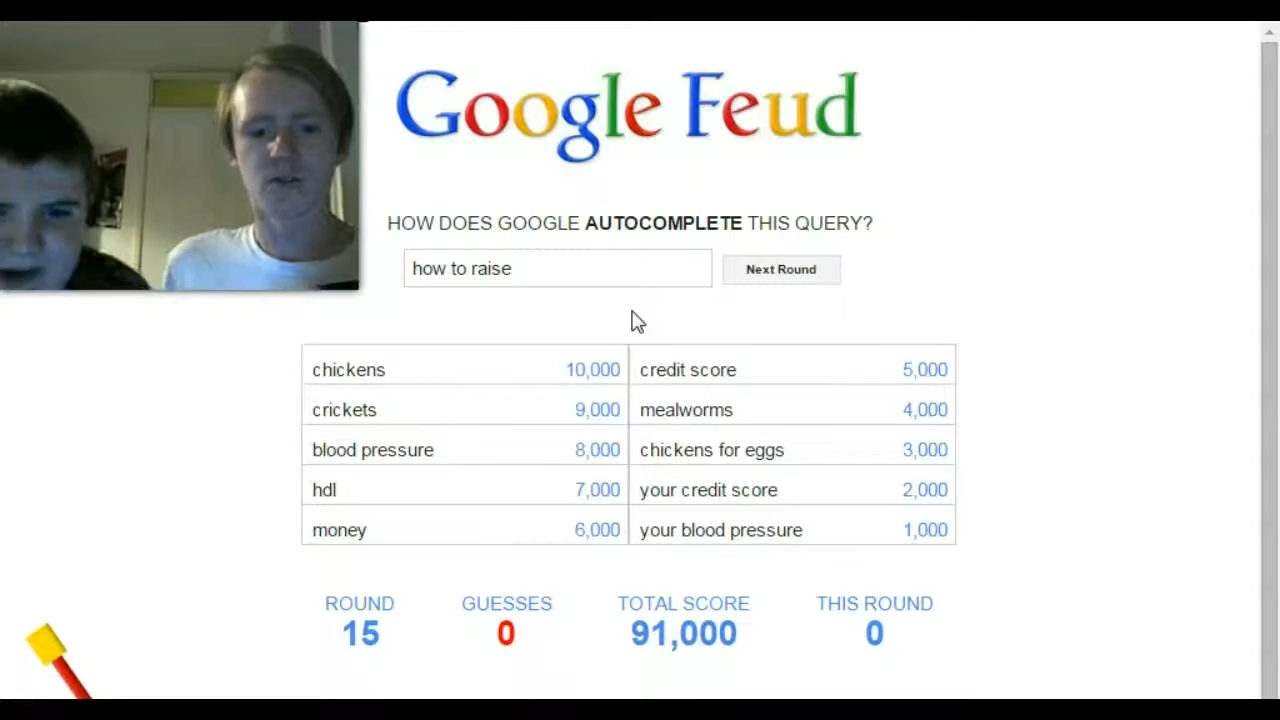 Google Feud
HOW DOES GOOGLE AUTOCOMPLETE THIS QUERY?
how to raise Next Round
chickens 10,000 credit score 5,000
crickets 9,000 mealworms 4,000
blood pressure 8,000 chickens for eggs 3,000
hdl 7,000 your credit score 2,000
money 6,000 your blood pressure 1,000
ROUND GUESSES TOTAL SCORE THIS ROUND
15 0 91,000 0